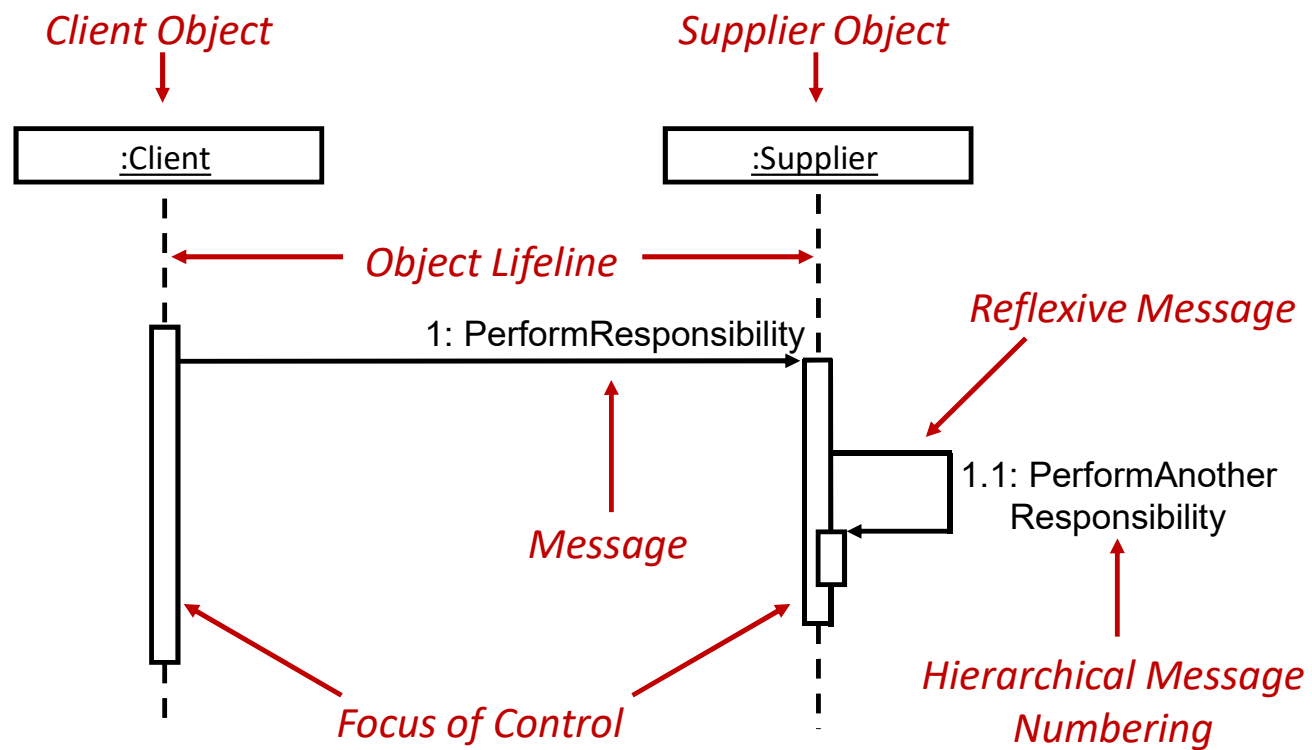 Client Object
Supplier Object
:Client
:Supplier
Object Lifeline
Reflexive Message
1: PerformResponsibility
1.1: PerformAnother
Responsibility
Message
Hierarchical Message
Numbering
Focus of Control